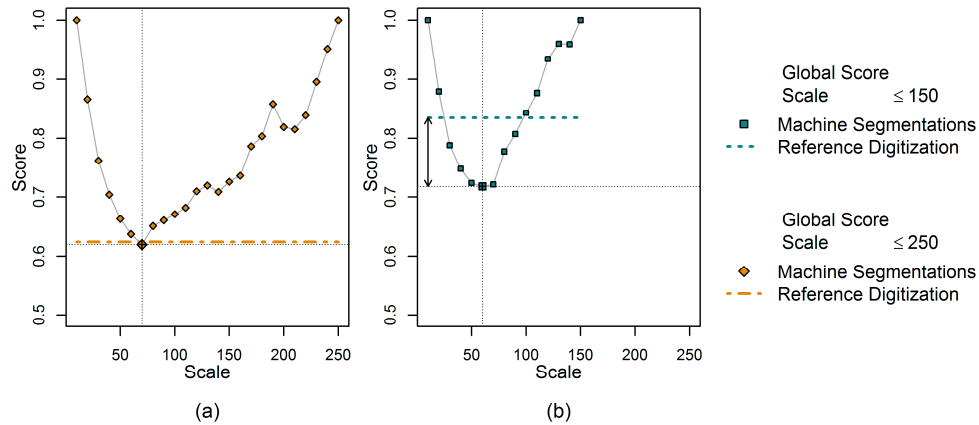 1.0
0.9
0.8
0.7
0.6
0.5
Score
50 100 150 200 250
Scale
(a)
1.0
0.9
0.8
0.7
0.6
0.5
Score
50 100 150 200 250
Scale
(b)
Global Score
Scale ≤ 150
Machine Segmentations
Reference Digitization
Global Score
Scale ≤ 250
Machine Segmentations
Reference Digitization